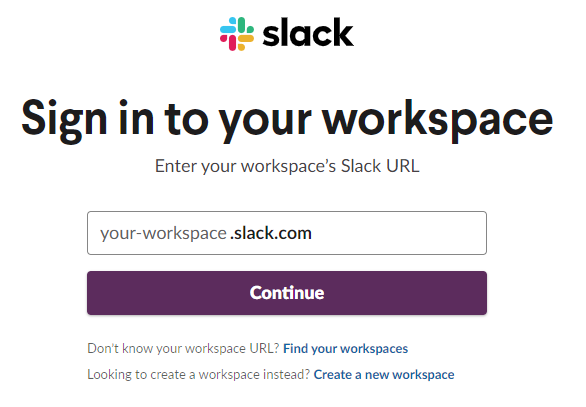 slack
Sign in to your workspace
Enter your workspace’s Slack URL
your-workspace.slack.com
Continue
Don't know your workspace URL? Find your workspaces
Looking to create a workspace instead? Create a new workspace